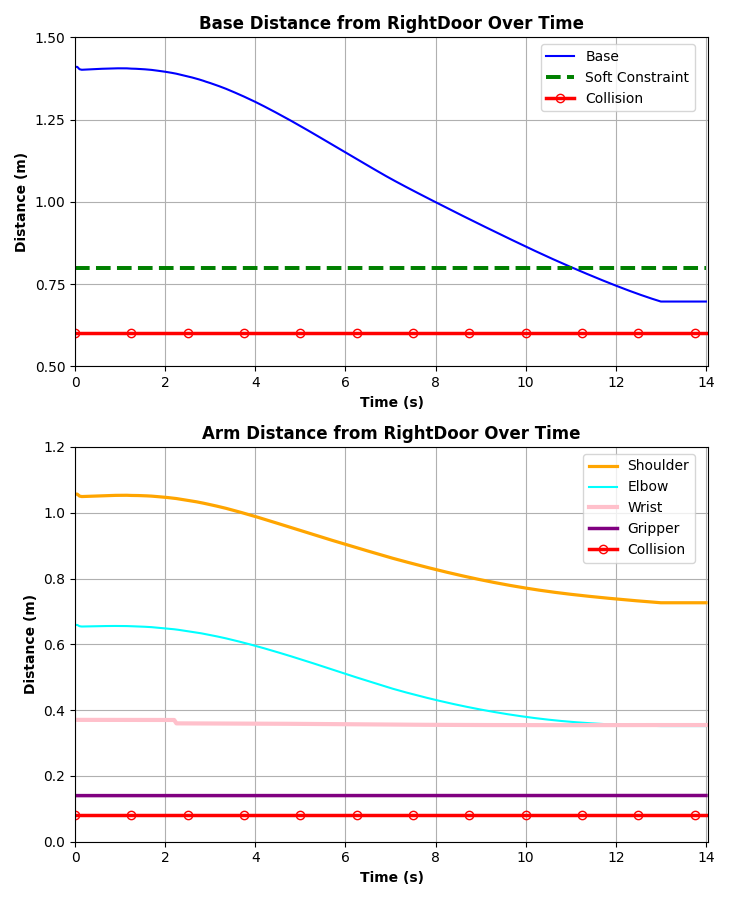 Base Distance from RightDoor Over Time
Distance (m)
1.50
1.25
1.00
0.75
0.50
Base
Soft Constraint
Collision
0 2 4 6 8 10 12 14
Time (s)
Arm Distance from RightDoor Over Time
Distance (m)
1.2
1.0
0.8
0.6
0.4
0.2
0.0
Shoulder
Elbow
Wrist
Gripper
Collision
0 2 4 6 8 10 12 14
Time (s)